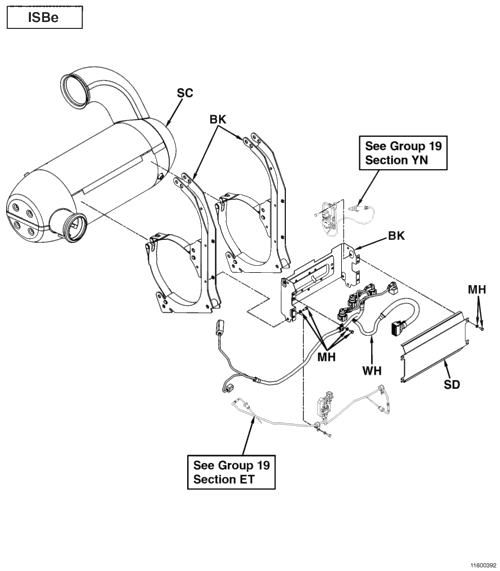 ISBe
SC
BK
See Group 19
Section YN
BK
MH
MH
WH
SD
See Group 19
Section ET
11600392